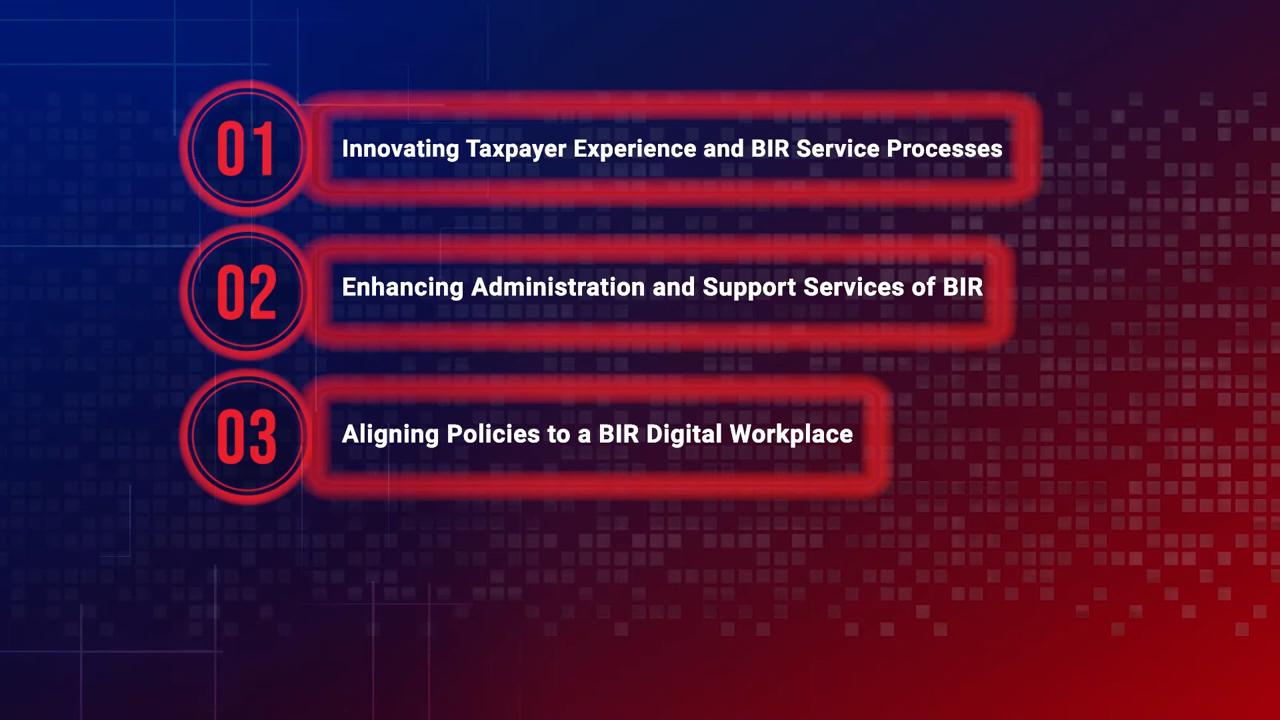 01
Innovating Taxpayer Experience and BIR Service Processes
02
Enhancing Administration and Support Services of BIR
03
Aligning Policies to a BIR Digital Workplace